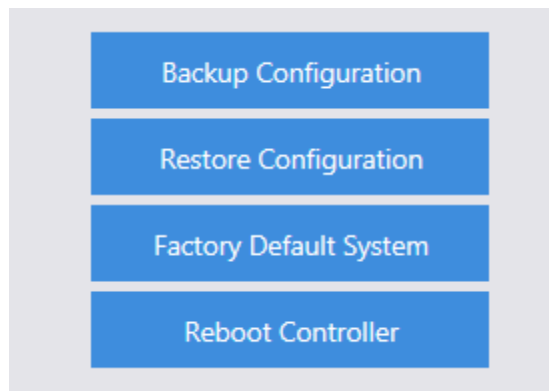 Backup Configuration
Restore Configuration
Factory Default System
Reboot Controller